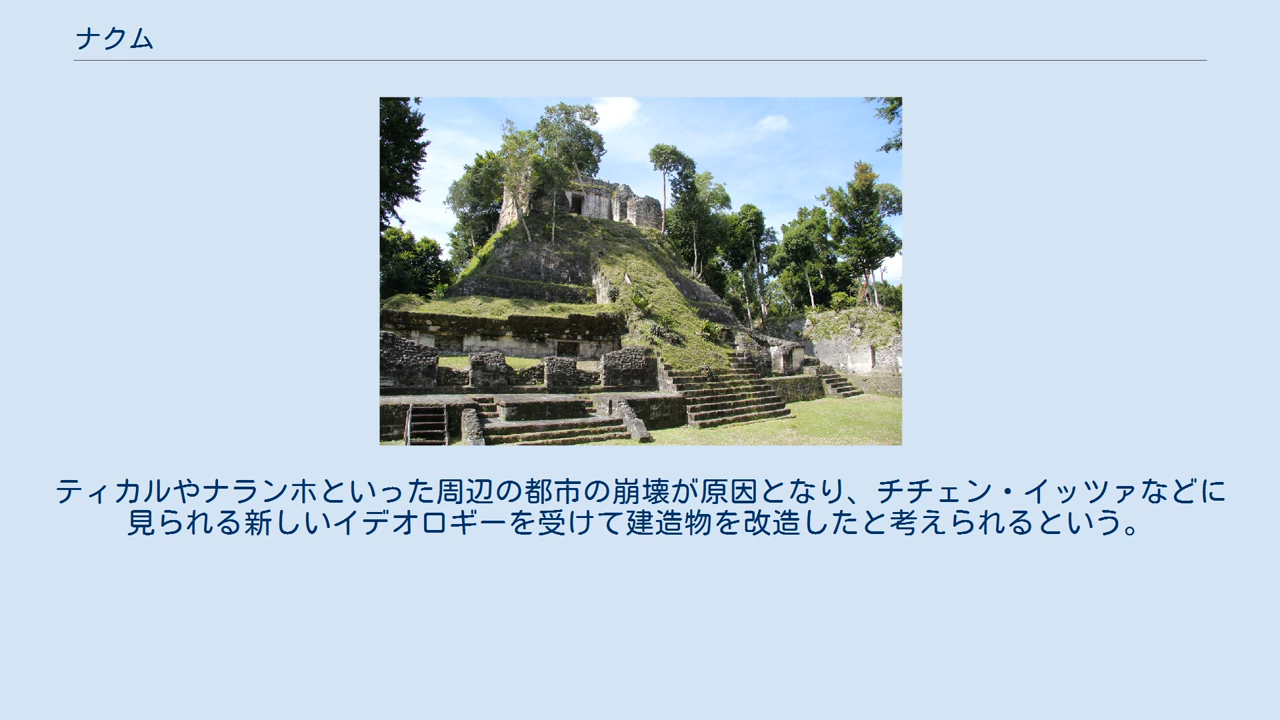 ナクム
ティカルやナランホといった周辺の都市の崩壊が原因となり、チチェン・イッツァなどに
見られる新しいイデオロギーを受けて建造物を改造したと考えられるという。